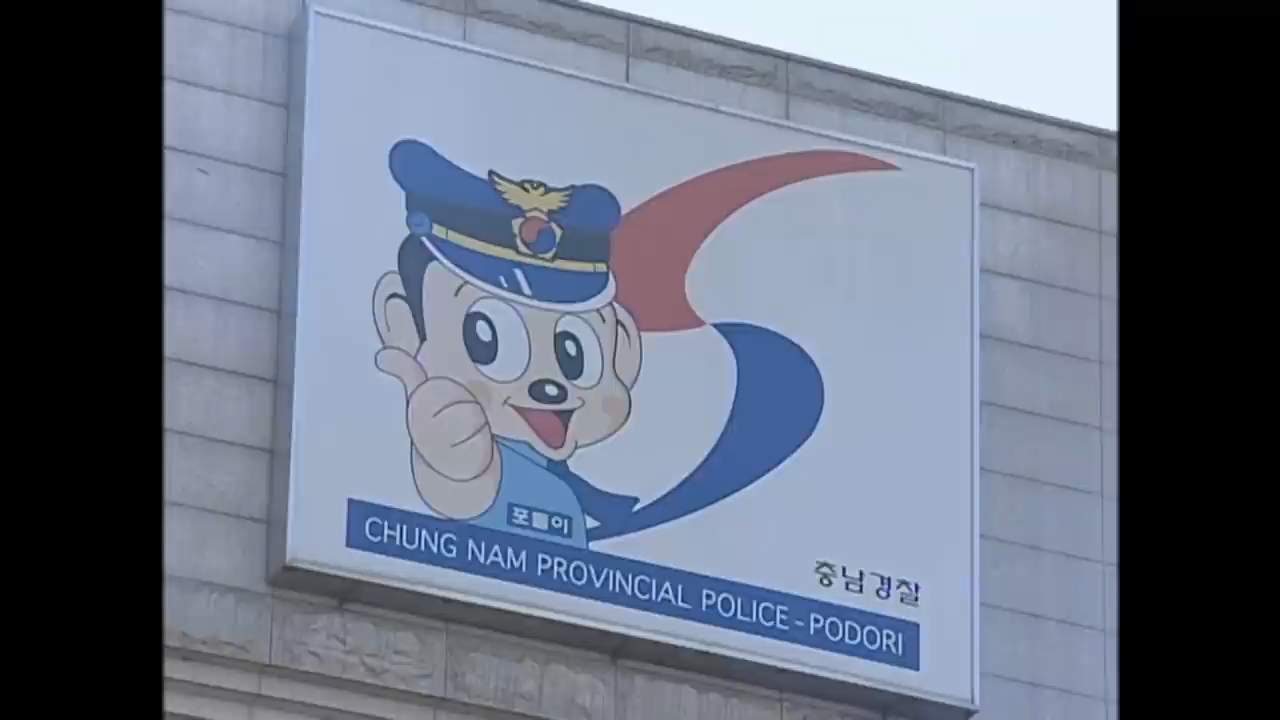 포돌이
충남경찰
CHUNG NAM PROVINCIAL POLICE - PODORI